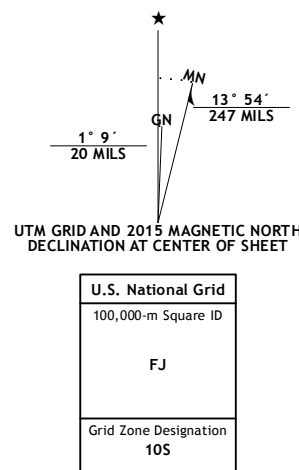 MN
GN
13° 54´
247 MILS
1° 9´
20 MILS
UTM GRID AND 2015 MAGNETIC NORTH
DECLINATION AT CENTER OF SHEET
U.S. National Grid
100,000-m Square ID
FJ
Grid Zone Designation
10S